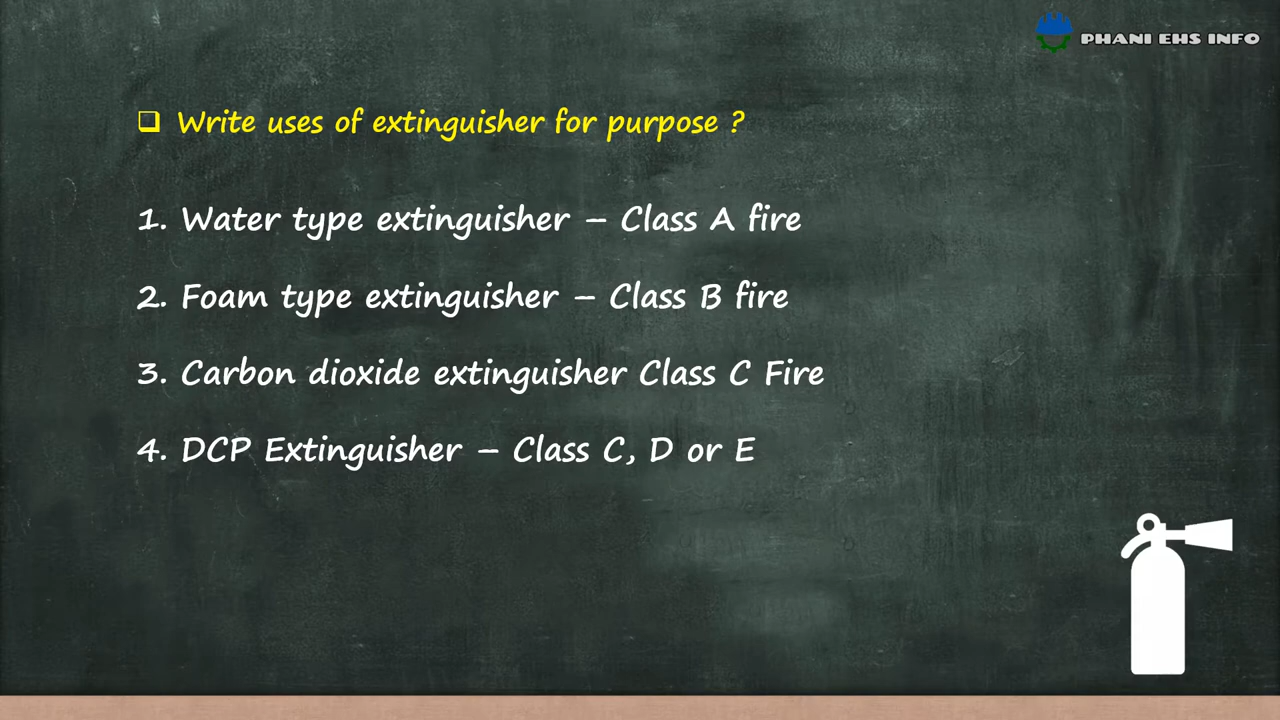 PHANI EHS INFO
❑ Write uses of extinguisher for purpose ?
1. Water type extinguisher – Class A fire
2. Foam type extinguisher – Class B fire
3. Carbon dioxide extinguisher Class C Fire
4. DCP Extinguisher – Class C, D or E